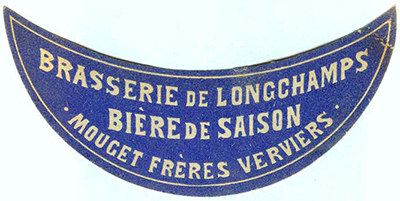 BRASSERIE DE LONGCHAMPS
BIÈRE DE SAISON
· MOUGET FRÈRES VERVIERS ·